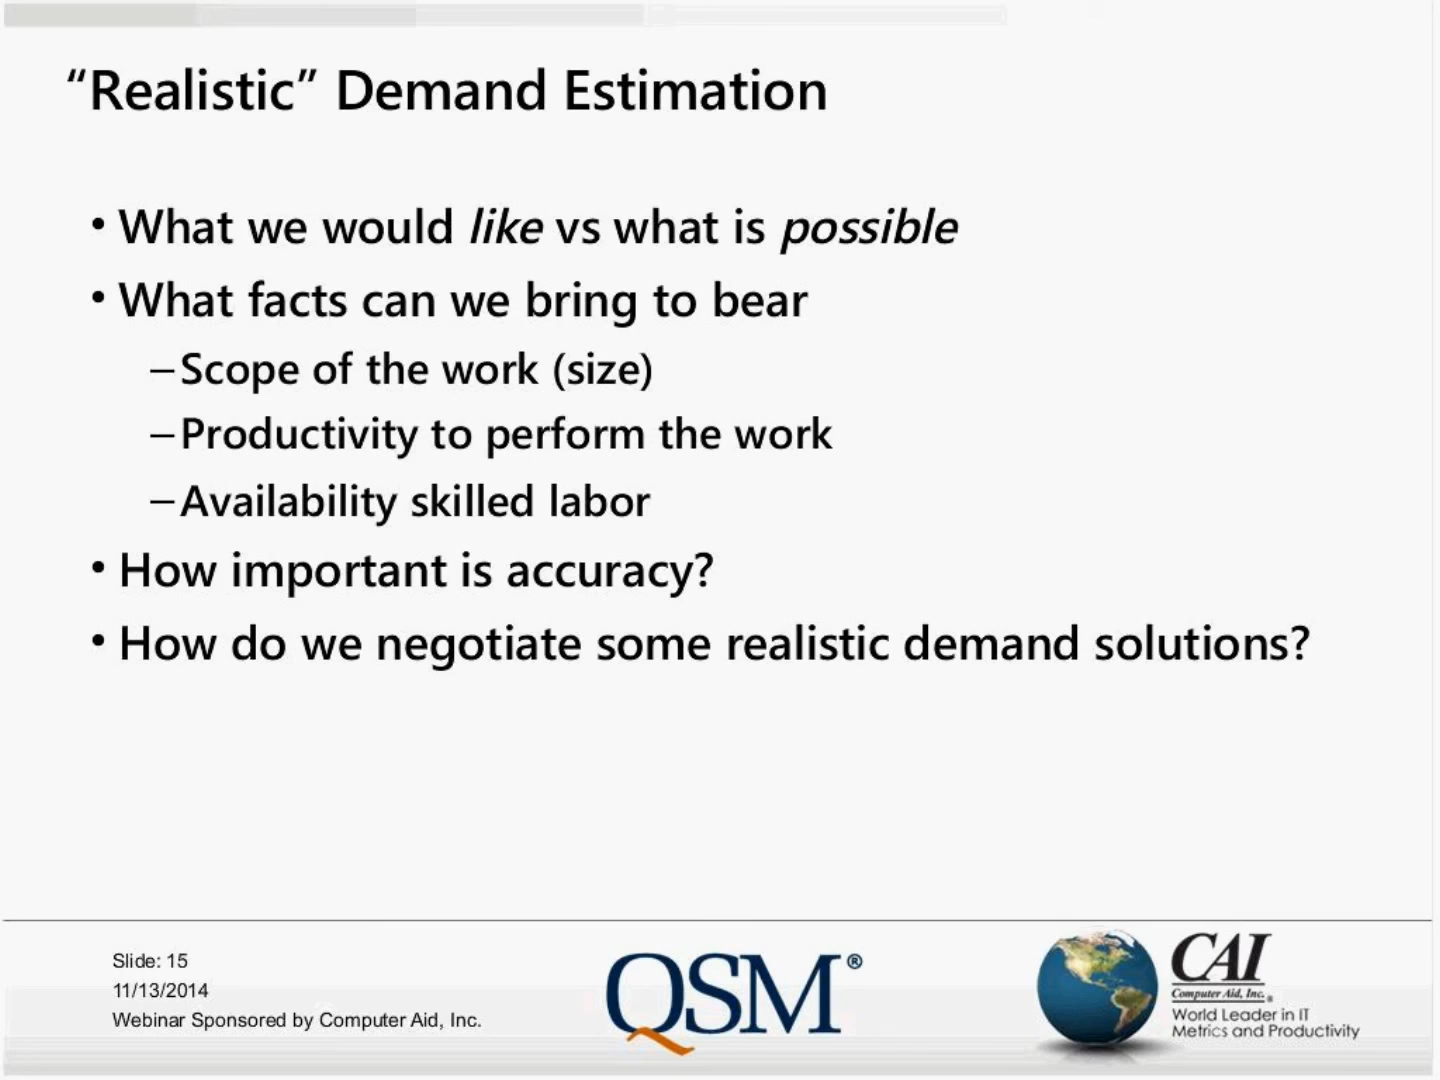 “Realistic” Demand Estimation
• What we would like vs what is possible
• What facts can we bring to bear
– Scope of the work (size)
– Productivity to perform the work
– Availability skilled labor
• How important is accuracy?
• How do we negotiate some realistic demand solutions?
Slide: 15
11/13/2014
Webinar Sponsored by Computer Aid, Inc.
QSM®
CAI
Computer Aid, Inc.®
World Leader in IT
Metrics and Productivity